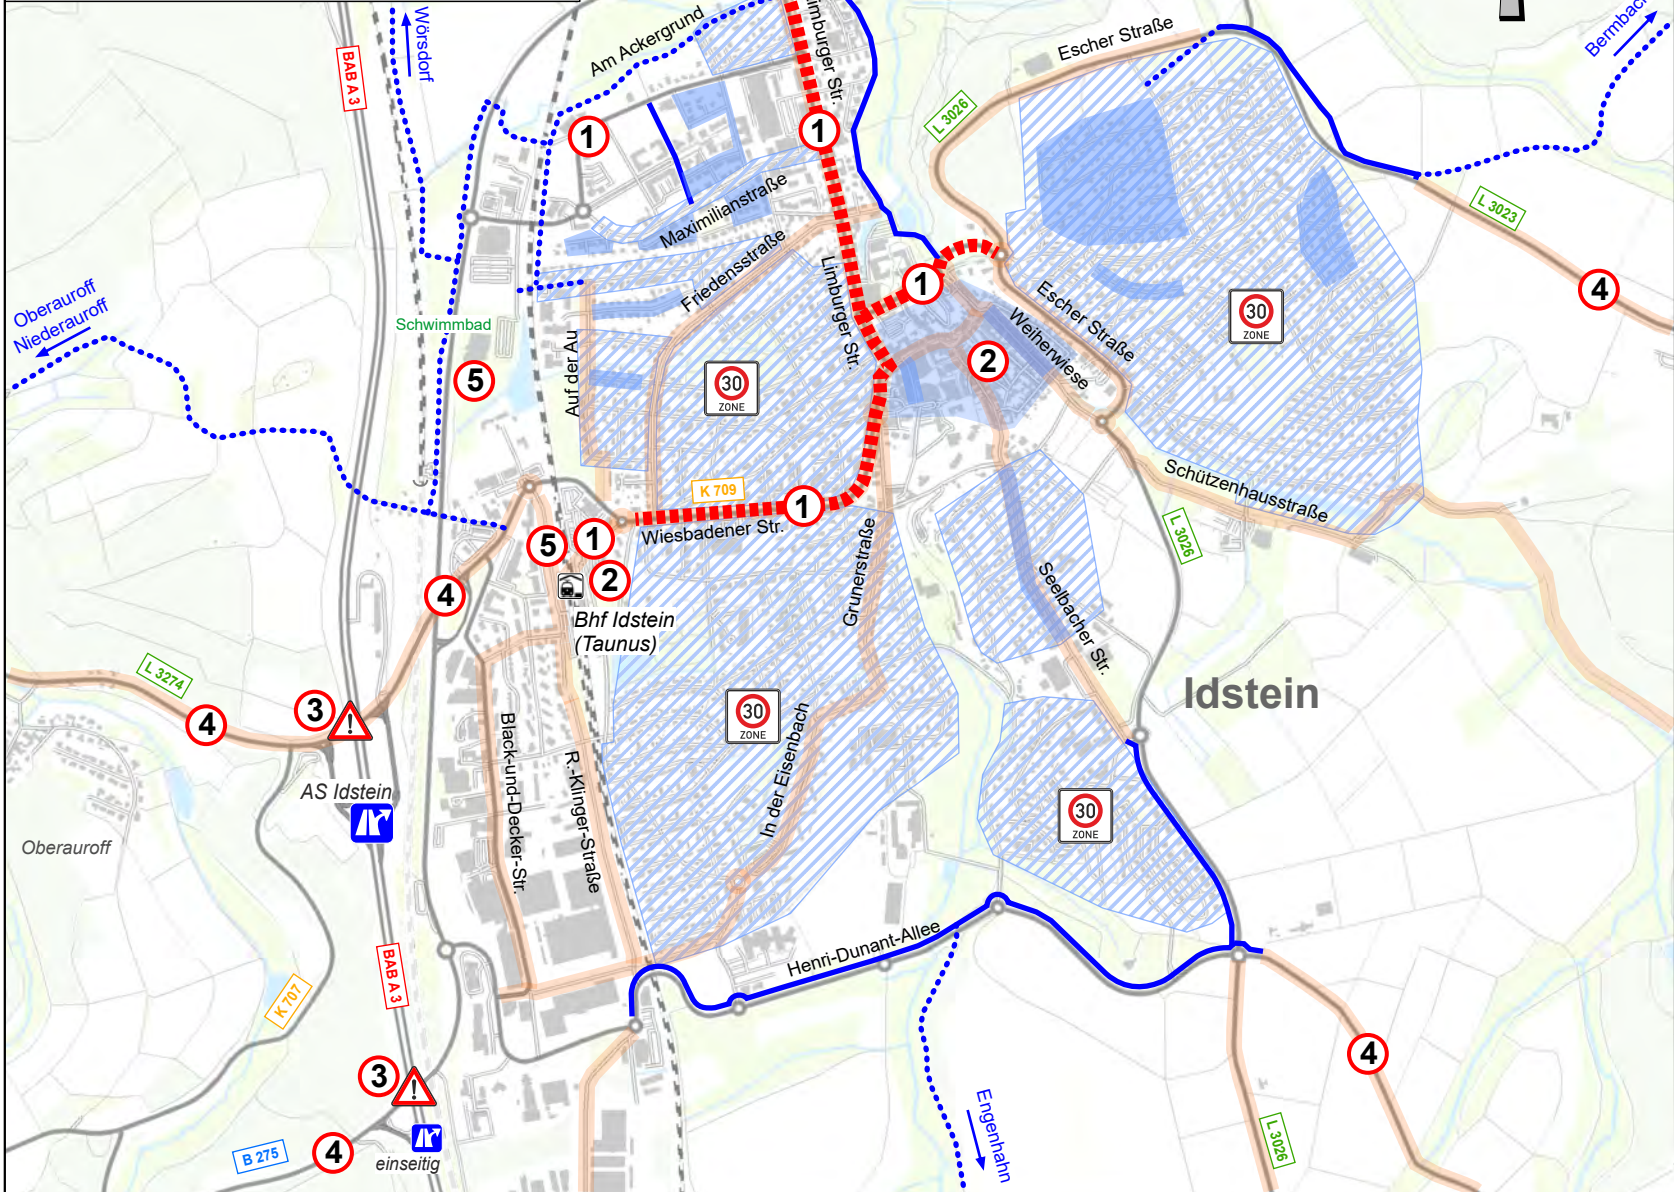 Wörsdorf
BAB A 3
Am Ackergrund
Limburger Str.
Escher Straße
Bermbach
L 3026
1
1
Maximilianstraße
L 3023
Friedensstraße
Oberauroff
Niederauroff
Schwimmbad
Limburger Str.
1
Escher Straße
Weiherwiese
4
30
ZONE
5
Auf der Au
30
ZONE
2
K 709
1
Wiesbadener Str.
Schützenhausstraße
L 3026
5
1
2
Bhf Idstein
(Taunus)
Grunerstraße
Seelbacher Str.
4
L 3274
4
3
Idstein
30
ZONE
Black-und-Decker-Str.
R.-Klinger-Straße
In der Eisenbach
AS Idstein
30
ZONE
Oberauroff
BAB A 3
Henri-Dunant-Allee
K 707
3
4
Engenhahn
B 275
4
einseitig
L 3026